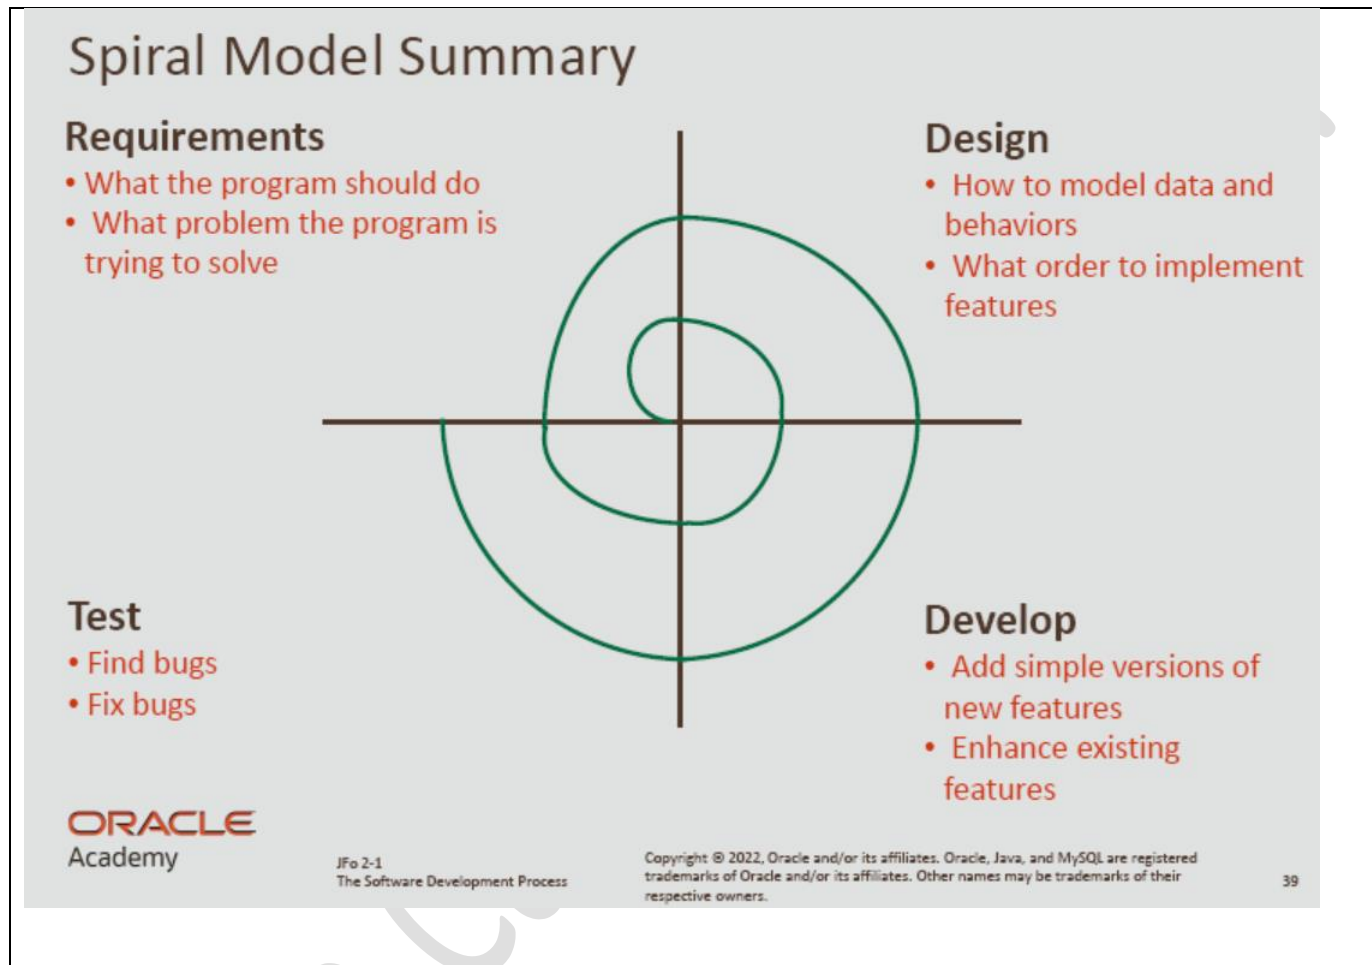 Spiral Model Summary
Requirements
• What the program should do
• What problem the program is
trying to solve
Design
• How to model data and
behaviors
• What order to implement
features
Test
• Find bugs
• Fix bugs
Develop
• Add simple versions of
new features
• Enhance existing
features
ORACLE
Academy
JFo 2-1
The Software Development Process
Copyright © 2022, Oracle and/or its affiliates. Oracle, Java, and MySQL are registered
trademarks of Oracle and/or its affiliates. Other names may be trademarks of their
respective owners.
39